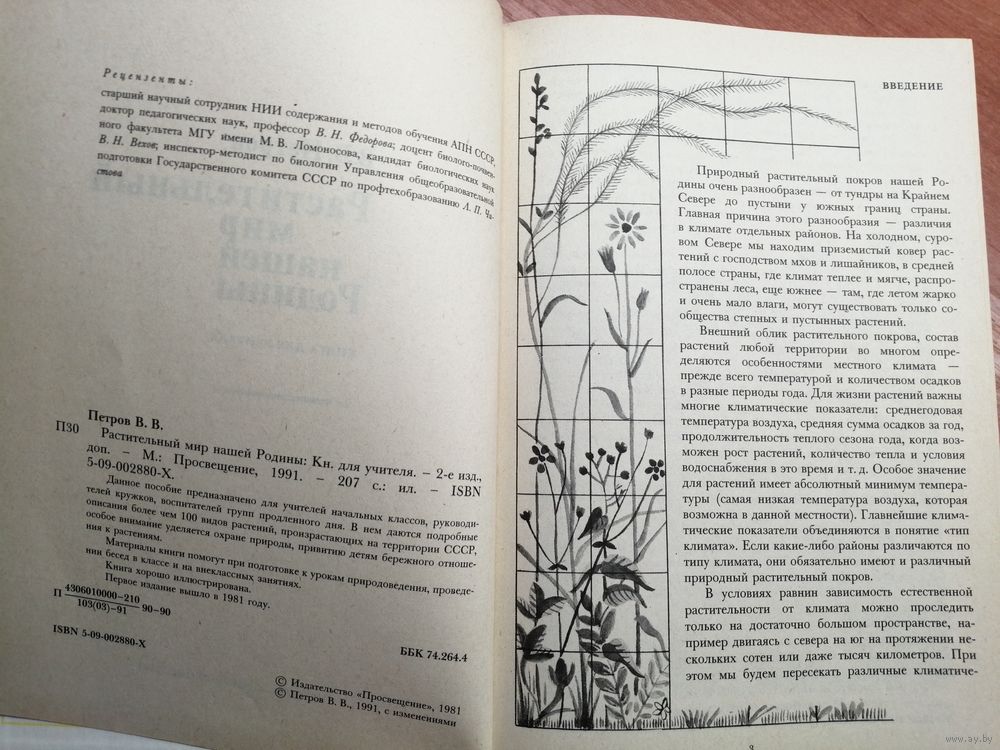 Рецензенты:
старший научный сотрудник НИИ содержания и методов обучения АПН СССР,
доктор педагогических наук, профессор В. Н. Федорова; доцент биолого-почвен-
ного факультета МГУ имени М. В. Ломоносова, кандидат биологических наук
В. Н. Вехов; инспектор-методист по биологии Управления общеобразовательной
подготовки Государственного комитета СССР по профтехобразованию Л. П. Чи-
стова
Петров В. В.
П30 Растительный мир нашей Родины: Кн. для учителя. – 2-е изд.,
доп. – М.: Просвещение, 1991. – 207 с.: ил. – ISBN
5-09-002880-X.
Данное пособие предназначено для учителей начальных классов, руководи-
телей кружков, воспитателей групп продленного дня. В нем даются подробные
описания более чем 100 видов растений, произрастающих на территории СССР,
особое внимание уделяется охране природы, привитию детям бережного отноше-
ния к растениям.
Материалы книги помогут при подготовке к урокам природоведения, проведе-
нии бесед в классе и на внеклассных занятиях.
Книга хорошо иллюстрирована.
Первое издание вышло в 1981 году.
П 4306010000–210
103(03)–91 90–90
ISBN 5-09-002880-X
ББК 74.264.4
© Издательство «Просвещение», 1981
© Петров В. В., 1991, с изменениями
ВВЕДЕНИЕ
Природный растительный покров нашей Ро-
дины очень разнообразен — от тундры на Крайнем
Севере до пустыни у южных границ страны.
Главная причина этого разнообразия — различия
в климате отдельных районов. На холодном, суро-
вом Севере мы находим приземистый ковер рас-
тений с господством мхов и лишайников, в средней
полосе страны, где климат теплее и мягче, распро-
странены леса, еще южнее — там, где летом жарко
и очень мало влаги, могут существовать только со-
общества степных и пустынных растений.
Внешний облик растительного покрова, состав
растений любой территории во многом опре-
деляются особенностями местного климата —
прежде всего температурой и количеством осадков
в разные периоды года. Для жизни растений важны
многие климатические показатели: среднегодовая
температура воздуха, средняя сумма осадков за год,
продолжительность теплого сезона года, когда воз-
можен рост растений, количество тепла и условия
водоснабжения в это время и т. д. Особое значение
для растений имеет абсолютный минимум темпера-
туры (самая низкая температура воздуха, которая
возможна в данной местности). Главнейшие клима-
тические показатели объединяются в понятие «тип
климата». Если какие-либо районы различаются по
типу климата, они обязательно имеют и различный
природный растительный покров.
В условиях равнин зависимость естественной
растительности от климата можно проследить
только на достаточно большом пространстве, на-
пример двигаясь с севера на юг на протяжении не-
скольких сотен или даже тысяч километров. При
этом мы будем пересекать различные климатиче-
3
www.ay.by